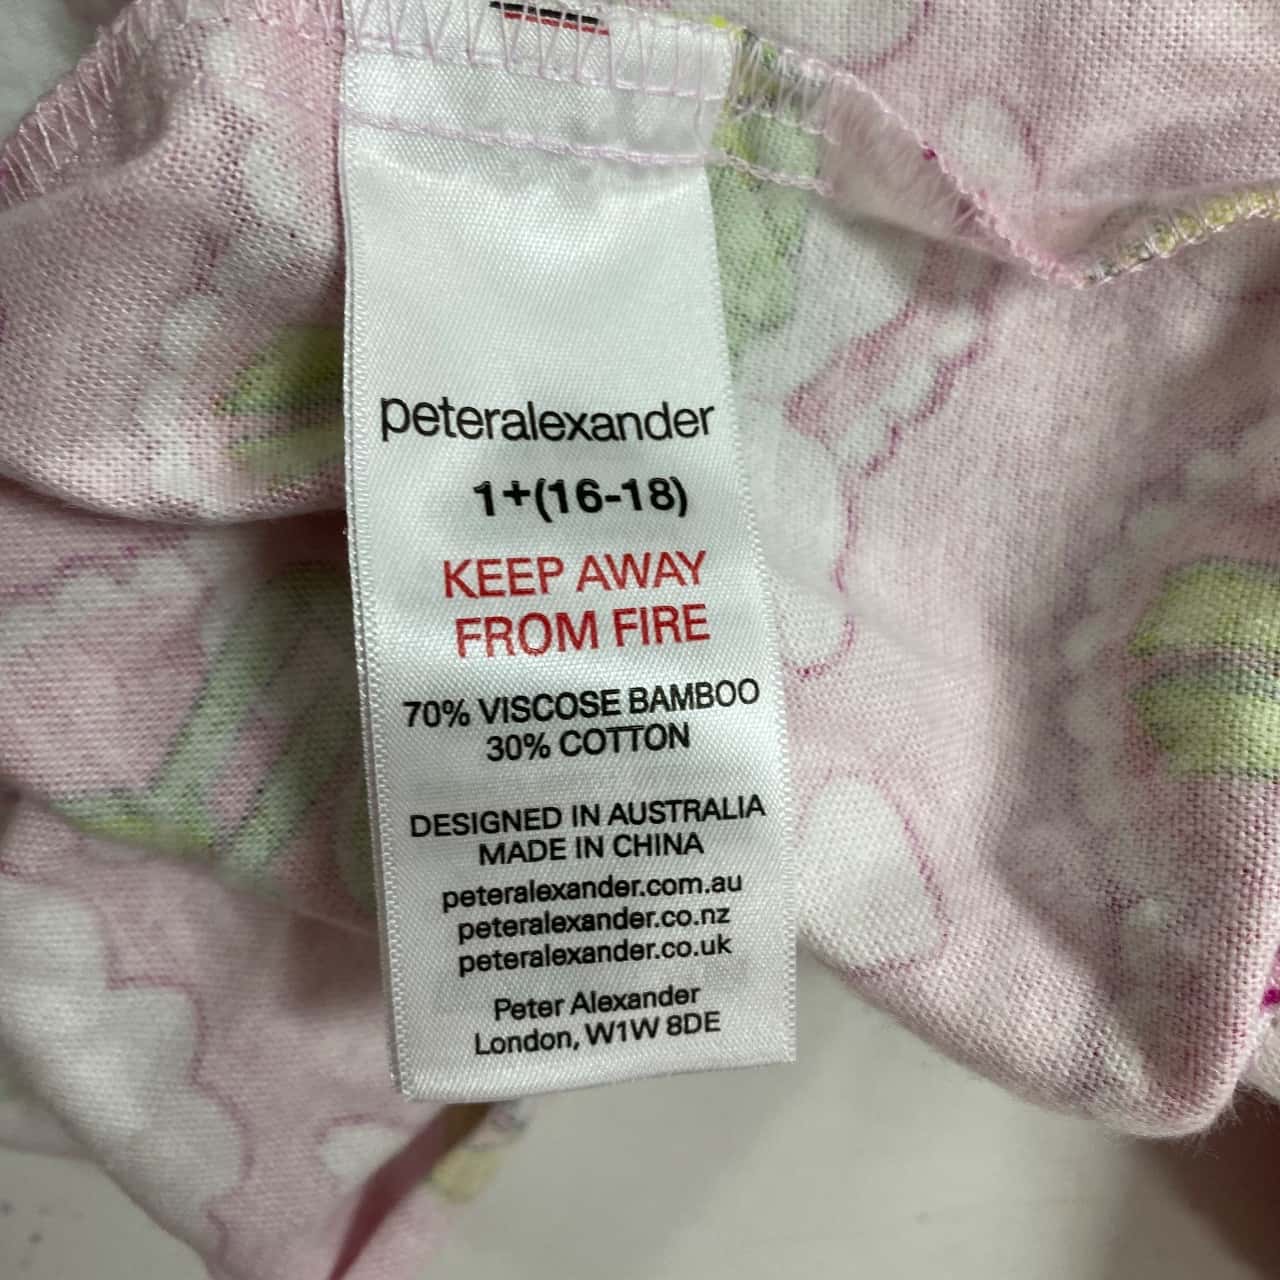 peteralexander
1+(16-18)
KEEP AWAY
FROM FIRE
70% VISCOSE BAMBOO
30% COTTON
DESIGNED IN AUSTRALIA
MADE IN CHINA
peteralexander.com.au
peteralexander.co.nz
peteralexander.co.uk
Peter Alexander
London, W1W 8DE